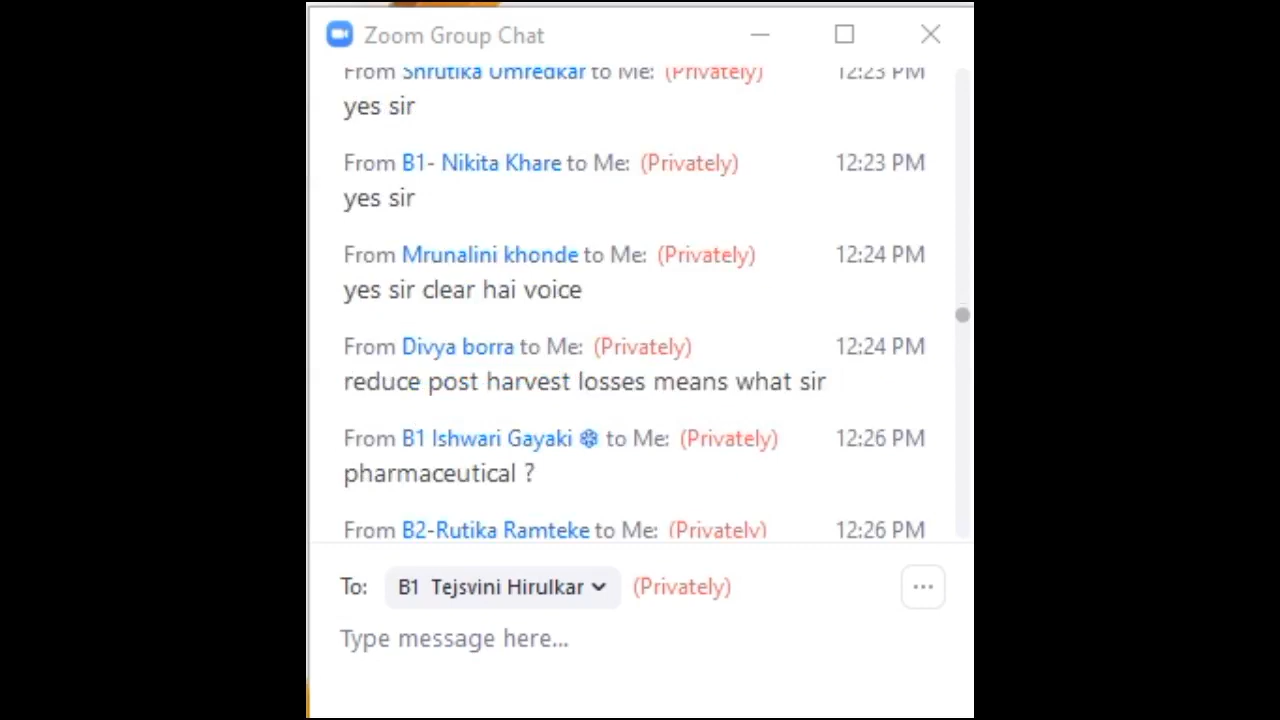 Zoom Group Chat
From Shrutika Umredkar to Me: (Privately) 12:23 PM
yes sir
From B1- Nikita Khare to Me: (Privately) 12:23 PM
yes sir
From Mrunalini khonde to Me: (Privately) 12:24 PM
yes sir clear hai voice
From Divya borra to Me: (Privately) 12:24 PM
reduce post harvest losses means what sir
From B1 Ishwari Gayaki ❄ to Me: (Privately) 12:26 PM
pharmaceutical ?
From B2-Rutika Ramteke to Me: (Privately) 12:26 PM
To: B1 Tejsvini Hirulkar (Privately)
Type message here...